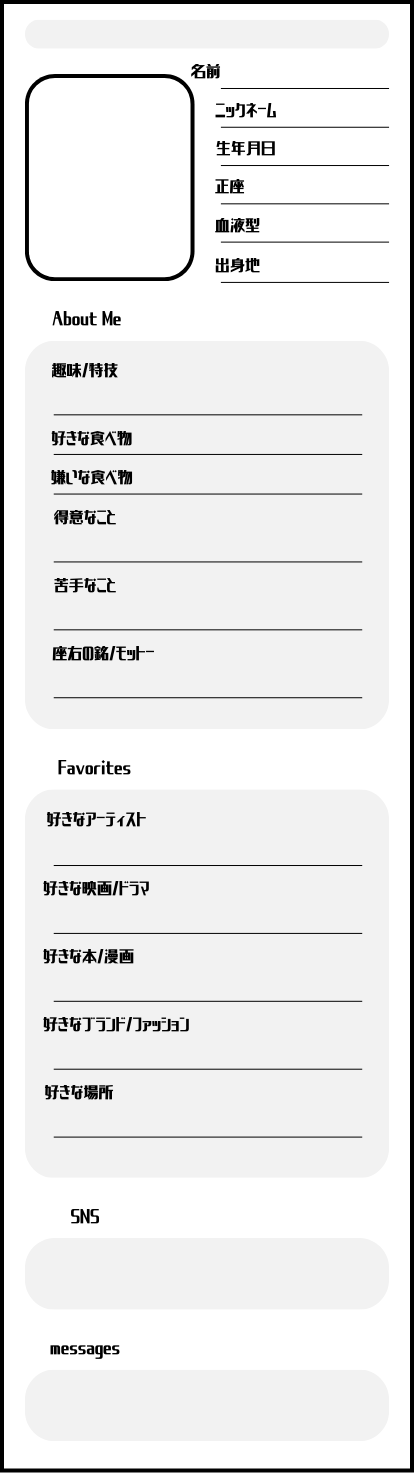 名前
ニックネーム
生年月日
正座
血液型
出身地
About Me
趣味/特技
好きな食べ物
嫌いな食べ物
得意なこと
苦手なこと
座右の銘/モットー
Favorites
好きなアーティスト
好きな映画/ドラマ
好きな本/漫画
好きなブランド/ファッション
好きな場所
SNS
messages